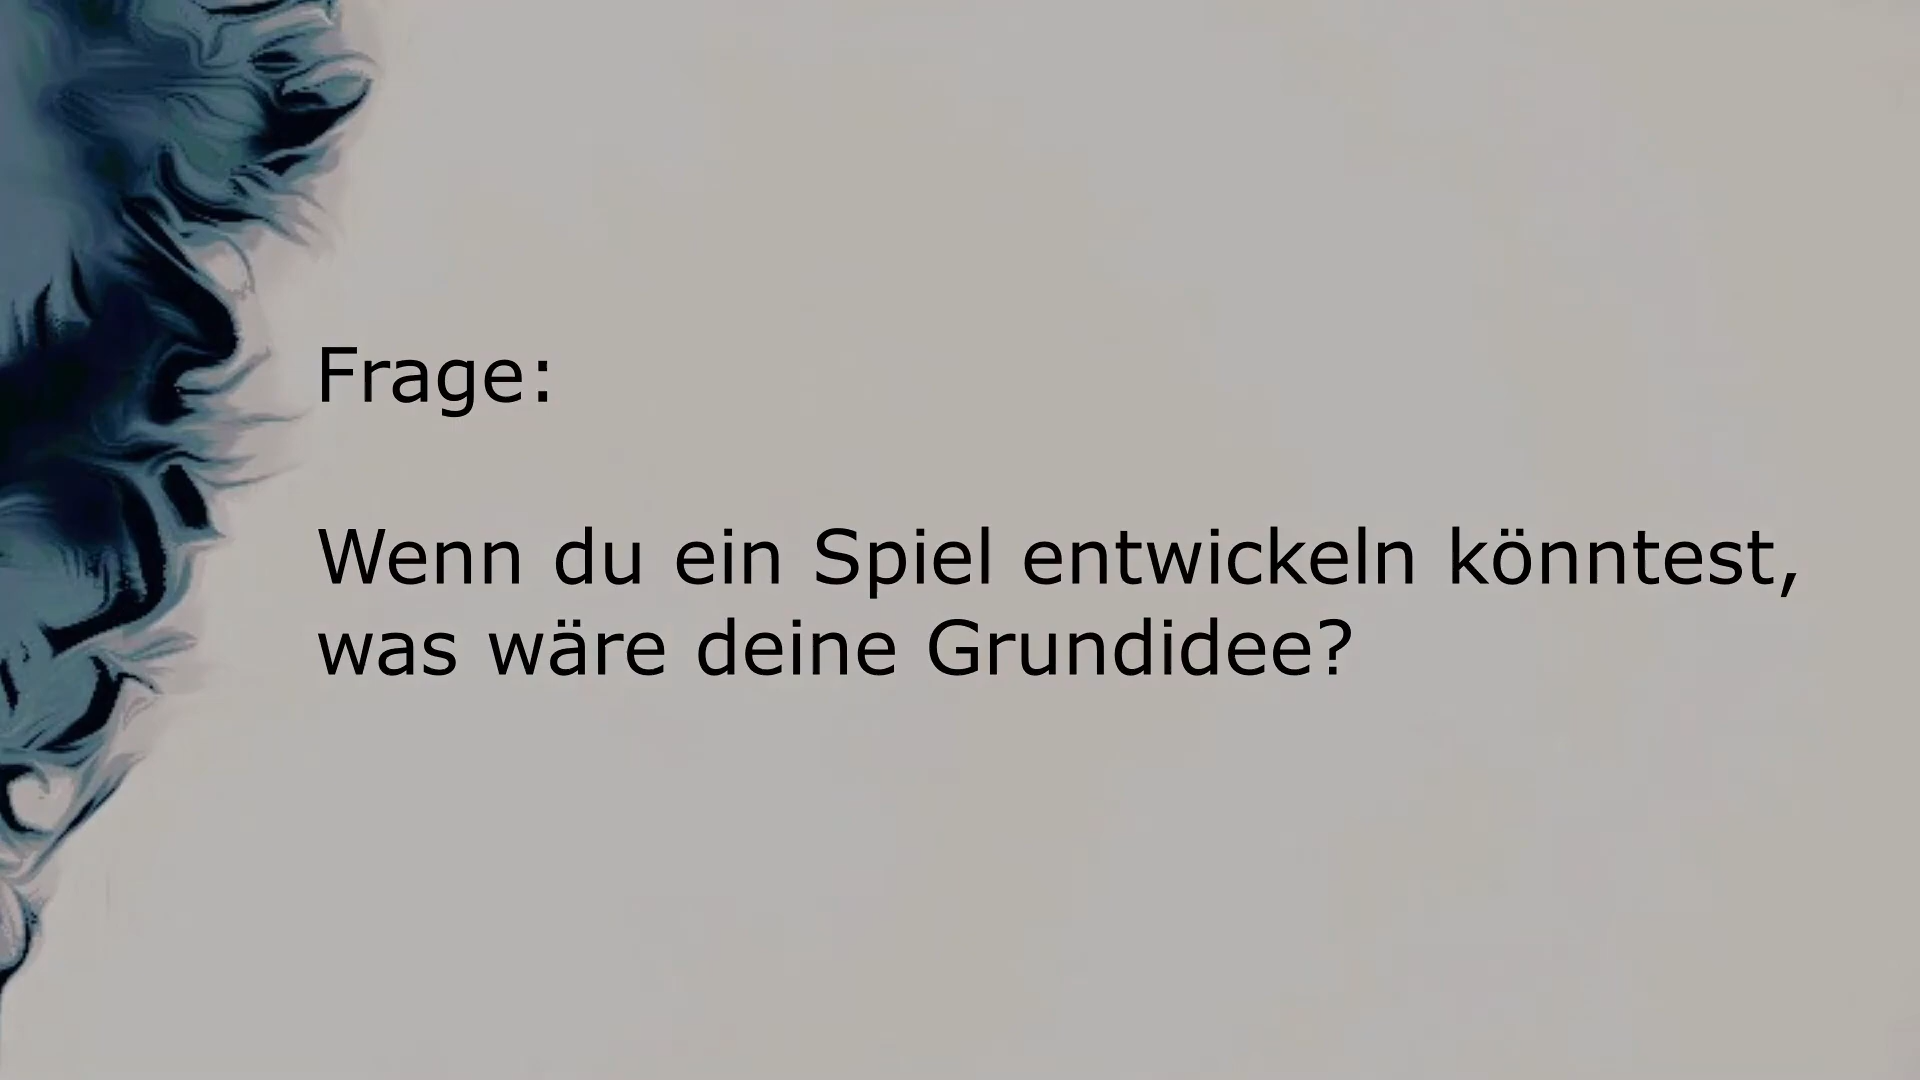 Frage:
Wenn du ein Spiel entwickeln könntest,
was wäre deine Grundidee?